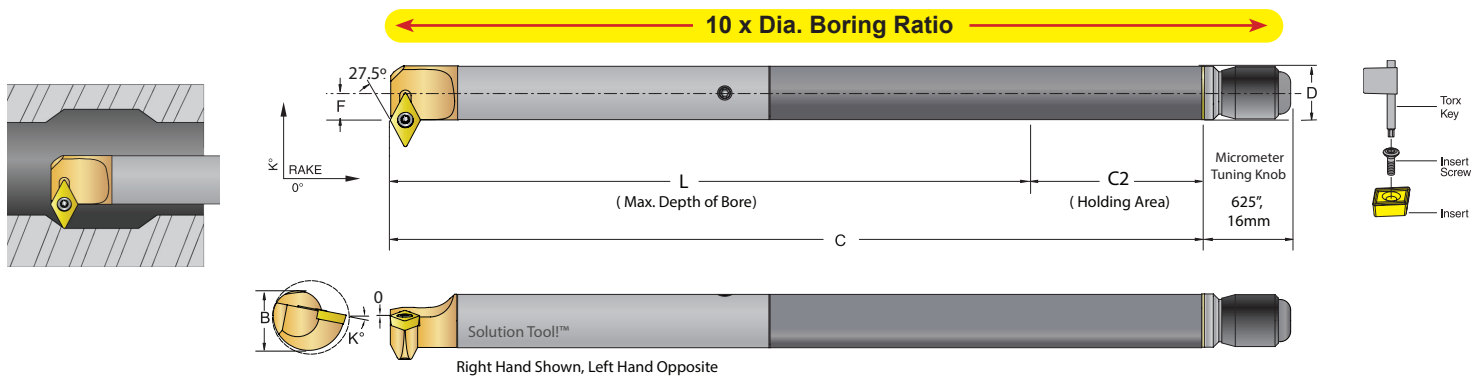 10 x Dia. Boring Ratio
27.5º
F
D
K°
RAKE
0°
L
( Max. Depth of Bore)
C2
( Holding Area)
Micrometer
Tuning Knob
625”,
16mm
C
Torx
Key
Insert
Screw
Insert
B
K°
0
Solution Tool!™
Right Hand Shown, Left Hand Opposite